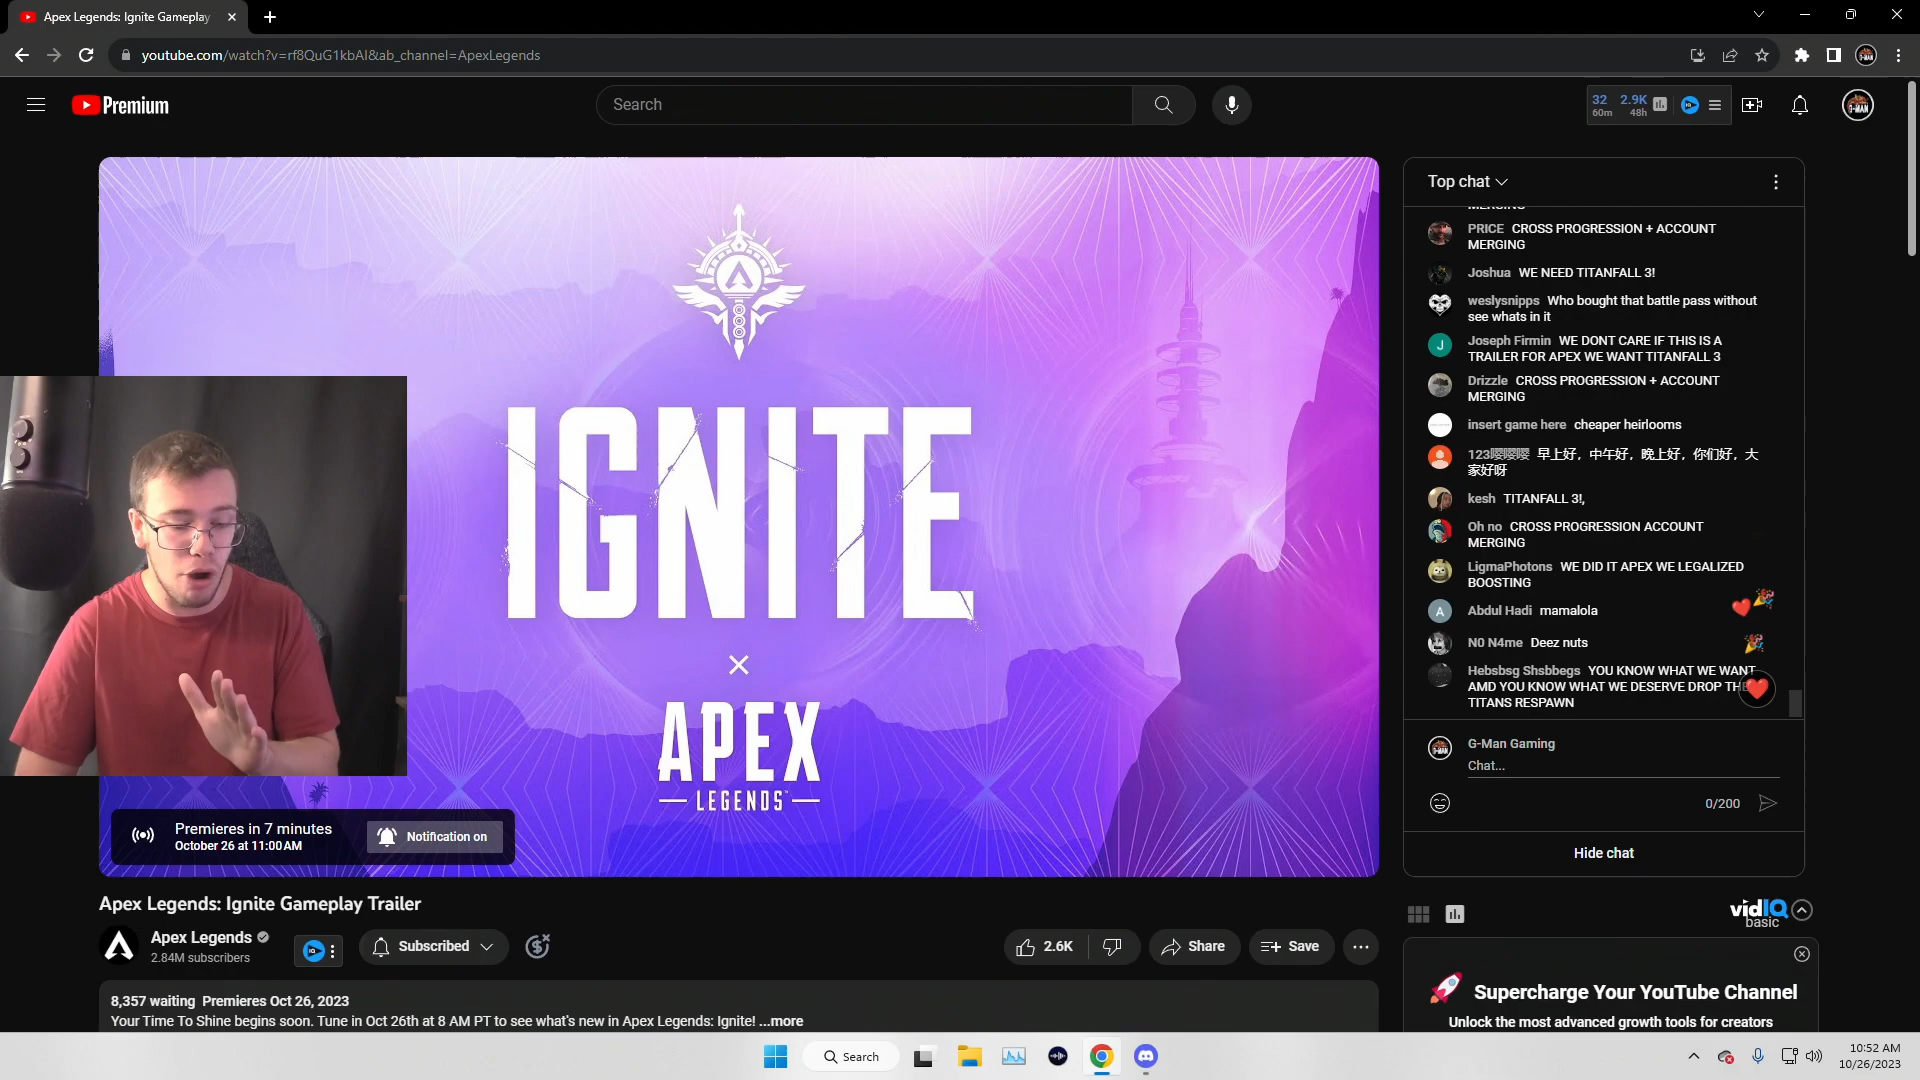 Apex Legends: Ignite Gameplay
youtube.com/watch?v=rf8QuG1kbAI&ab_channel=ApexLegends
Premium
Search
32
60m
2.9K
48h
IGNITE
×
APEX
LEGENDS
Premieres in 7 minutes
October 26 at 11:00 AM
Notification on
Top chat
MERGING
PRICE CROSS PROGRESSION + ACCOUNT
MERGING
Joshua WE NEED TITANFALL 3!
weslysnipps Who bought that battle pass without
see whats in it
Joseph Firmin WE DONT CARE IF THIS IS A
TRAILER FOR APEX WE WANT TITANFALL 3
Drizzle CROSS PROGRESSION + ACCOUNT
MERGING
insert game here cheaper heirlooms
123嘤嘤嘤 早上好，中午好，晚上好，你们好，大
家好呀
kesh TITANFALL 3!,
Oh no CROSS PROGRESSION ACCOUNT
MERGING
LigmaPhotons WE DID IT APEX WE LEGALIZED
BOOSTING
Abdul Hadi mamalola
N0 N4me Deez nuts
Hebsbsg Shsbbegs YOU KNOW WHAT WE WANT
AMD YOU KNOW WHAT WE DESERVE DROP THE
TITANS RESPAWN
G-Man Gaming
Chat...
0/200
Hide chat
Apex Legends: Ignite Gameplay Trailer
Apex Legends
2.84M subscribers
Subscribed
2.6K
Share
Save
vidIQ
basic
8,357 waiting Premieres Oct 26, 2023
Your Time To Shine begins soon. Tune in Oct 26th at 8 AM PT to see what's new in Apex Legends: Ignite! ...more
Supercharge Your YouTube Channel
Unlock the most advanced growth tools for creators
Search
10:52 AM
10/26/2023